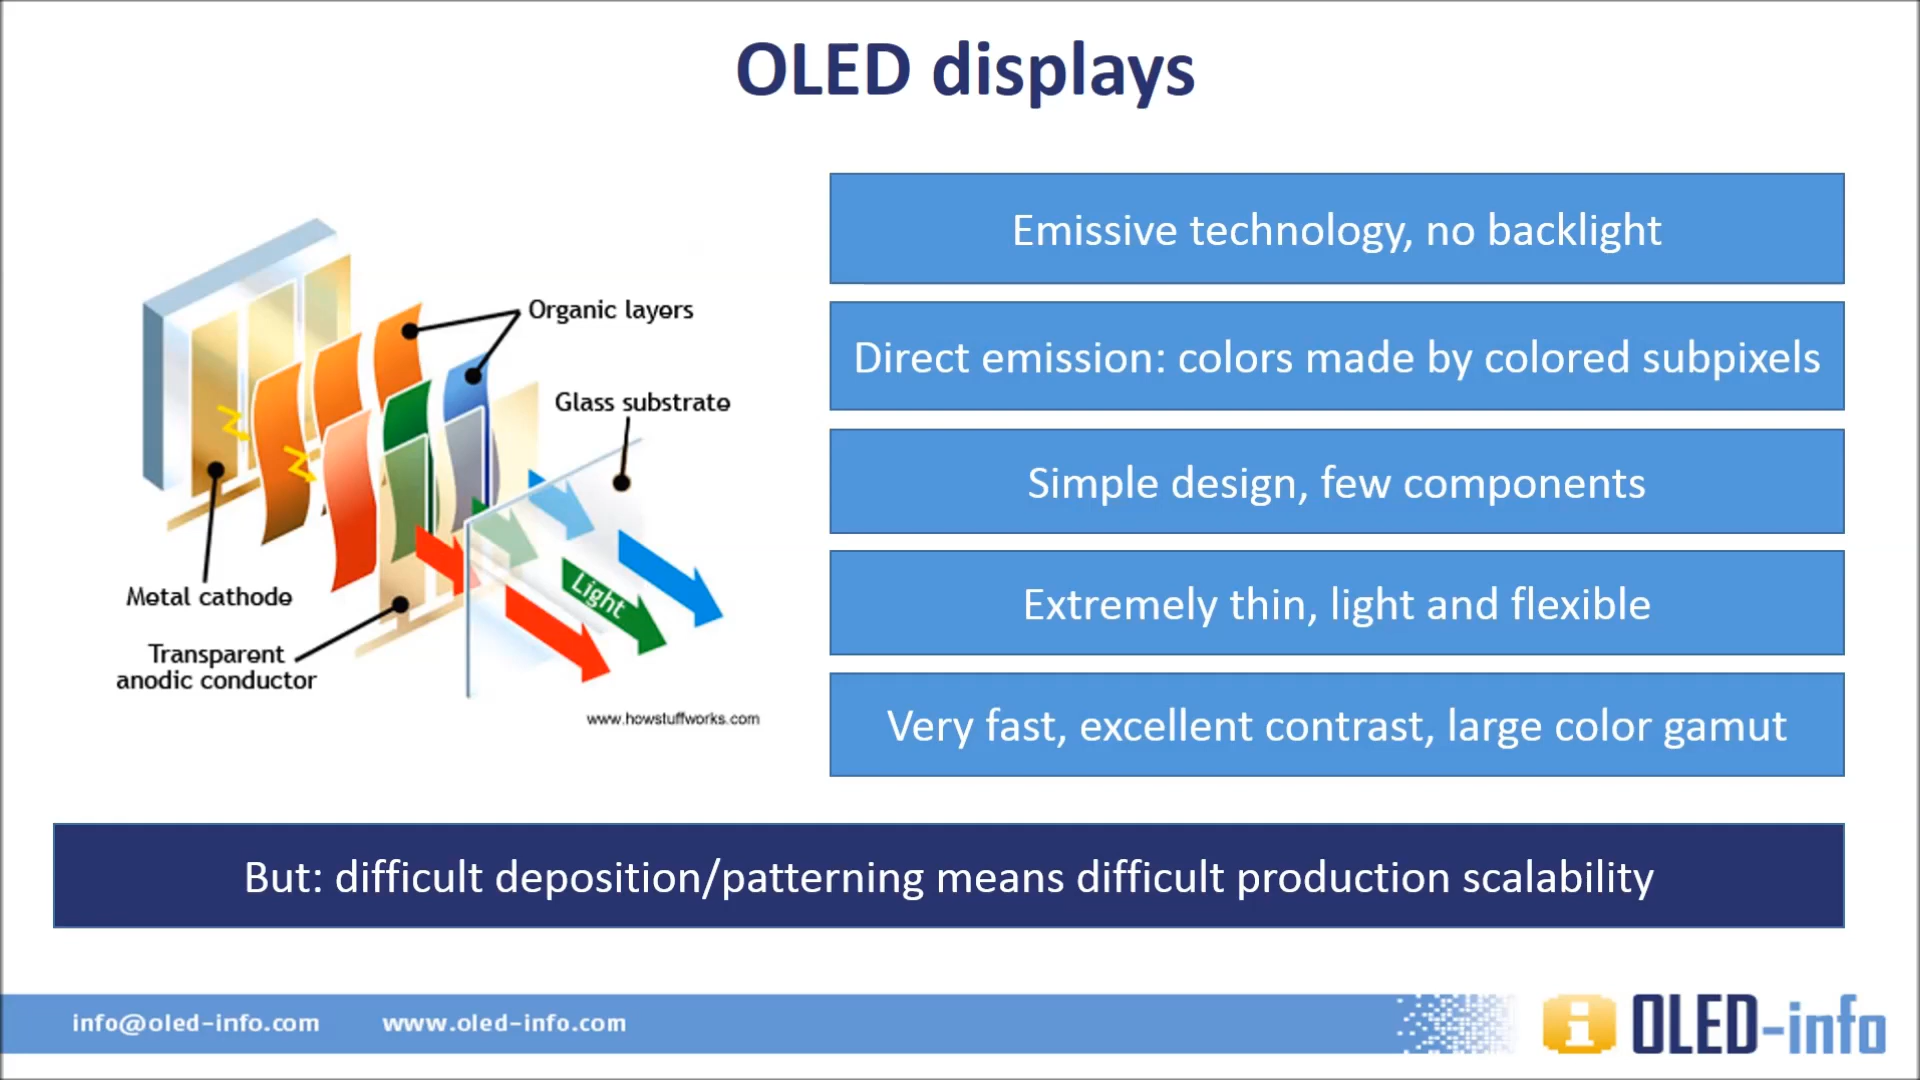 OLED displays
Organic layers
Glass substrate
Metal cathode
Transparent
anodic conductor
Light
www.howstuffworks.com
Emissive technology, no backlight
Direct emission: colors made by colored subpixels
Simple design, few components
Extremely thin, light and flexible
Very fast, excellent contrast, large color gamut
But: difficult deposition/patterning means difficult production scalability
info@oled-info.com
www.oled-info.com
i OLED-info